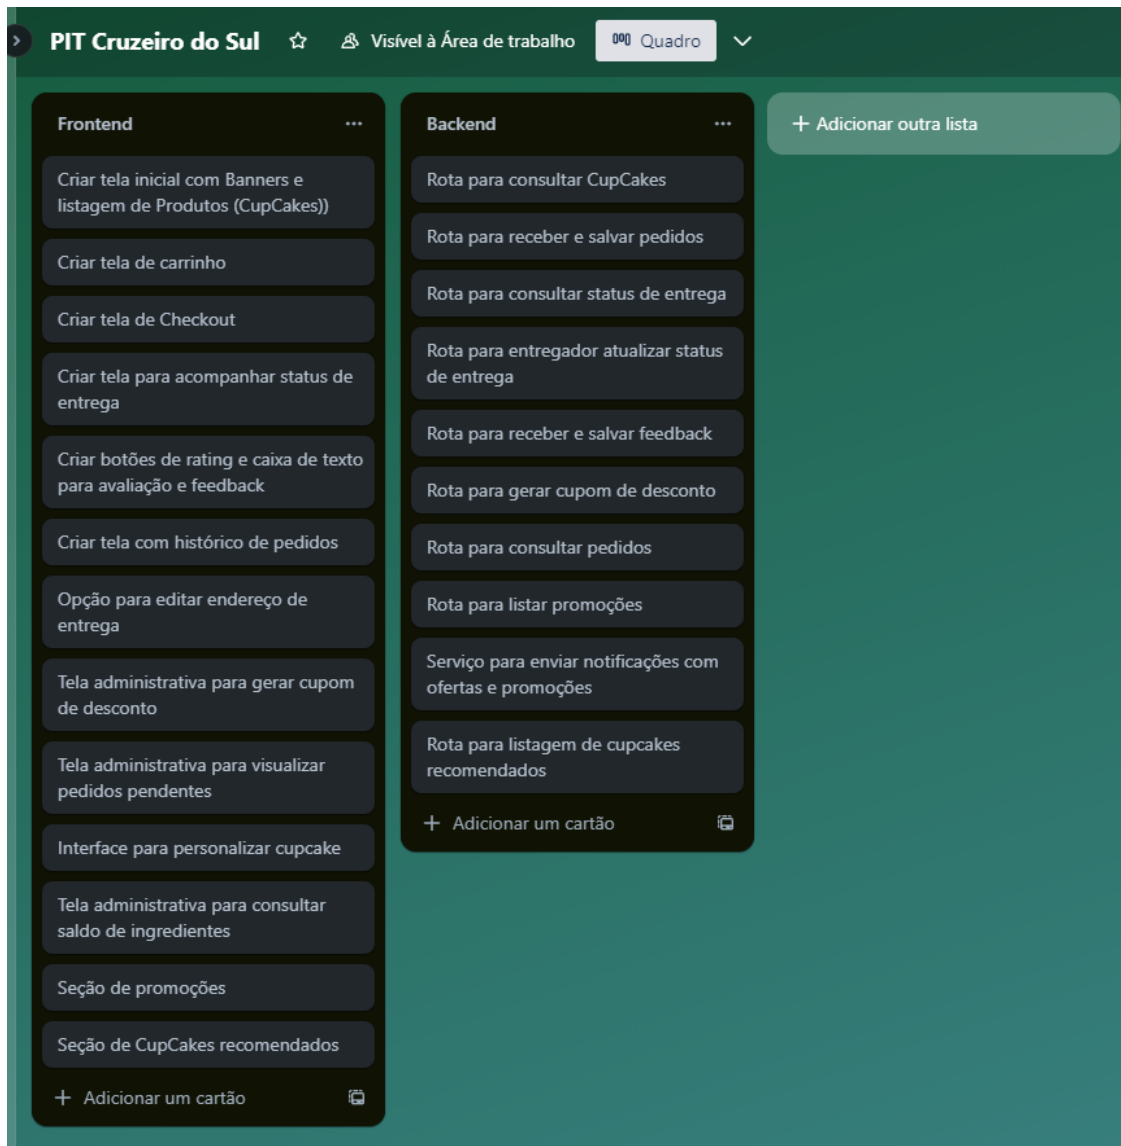 PIT Cruzeiro do Sul
Visível à Área de trabalho
Quadro
Frontend
Criar tela inicial com Banners e
listagem de Produtos (CupCakes))
Criar tela de carrinho
Criar tela de Checkout
Criar tela para acompanhar status de
entrega
Criar botões de rating e caixa de texto
para avaliação e feedback
Criar tela com histórico de pedidos
Opção para editar endereço de
entrega
Tela administrativa para gerar cupom
de desconto
Tela administrativa para visualizar
pedidos pendentes
Interface para personalizar cupcake
Tela administrativa para consultar
saldo de ingredientes
Seção de promoções
Seção de CupCakes recomendados
Adicionar um cartão
Backend
Rota para consultar CupCakes
Rota para receber e salvar pedidos
Rota para consultar status de entrega
Rota para entregador atualizar status
de entrega
Rota para receber e salvar feedback
Rota para gerar cupom de desconto
Rota para consultar pedidos
Rota para listar promoções
Serviço para enviar notificações com
ofertas e promoções
Rota para listagem de cupcakes
recomendados
Adicionar um cartão
Adicionar outra lista